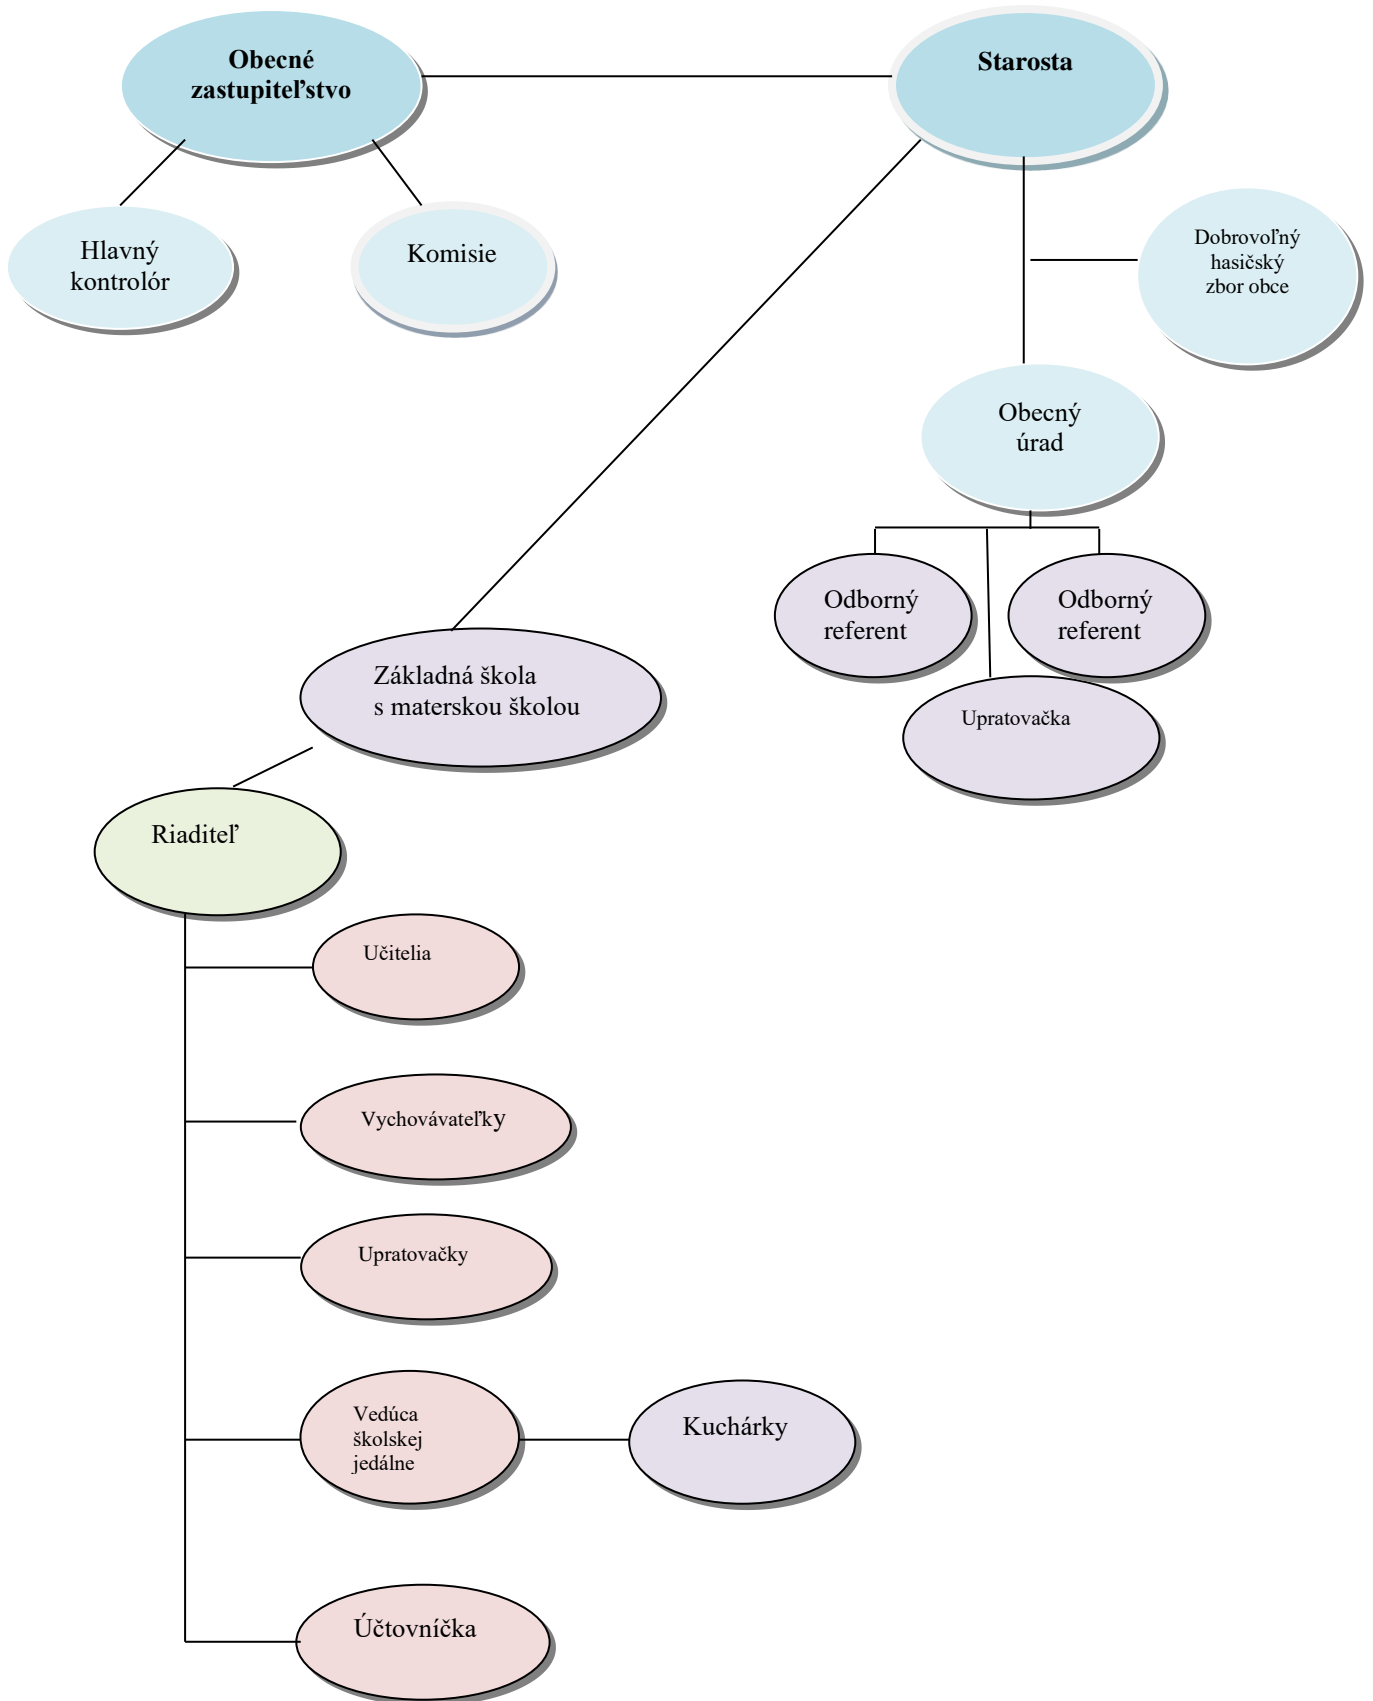 Obecné
zastupiteľstvo
Starosta
Hlavný
kontrolór
Komisie
Dobrovoľný
hasičský
zbor obce
Obecný
úrad
Odborný
referent
Odborný
referent
Upratovačka
Základná škola
s materskou školou
Riaditeľ
Učitelia
Vychovávateľky
Upratovačky
Vedúca
školskej
jedálne
Kuchárky
Účtovníčka